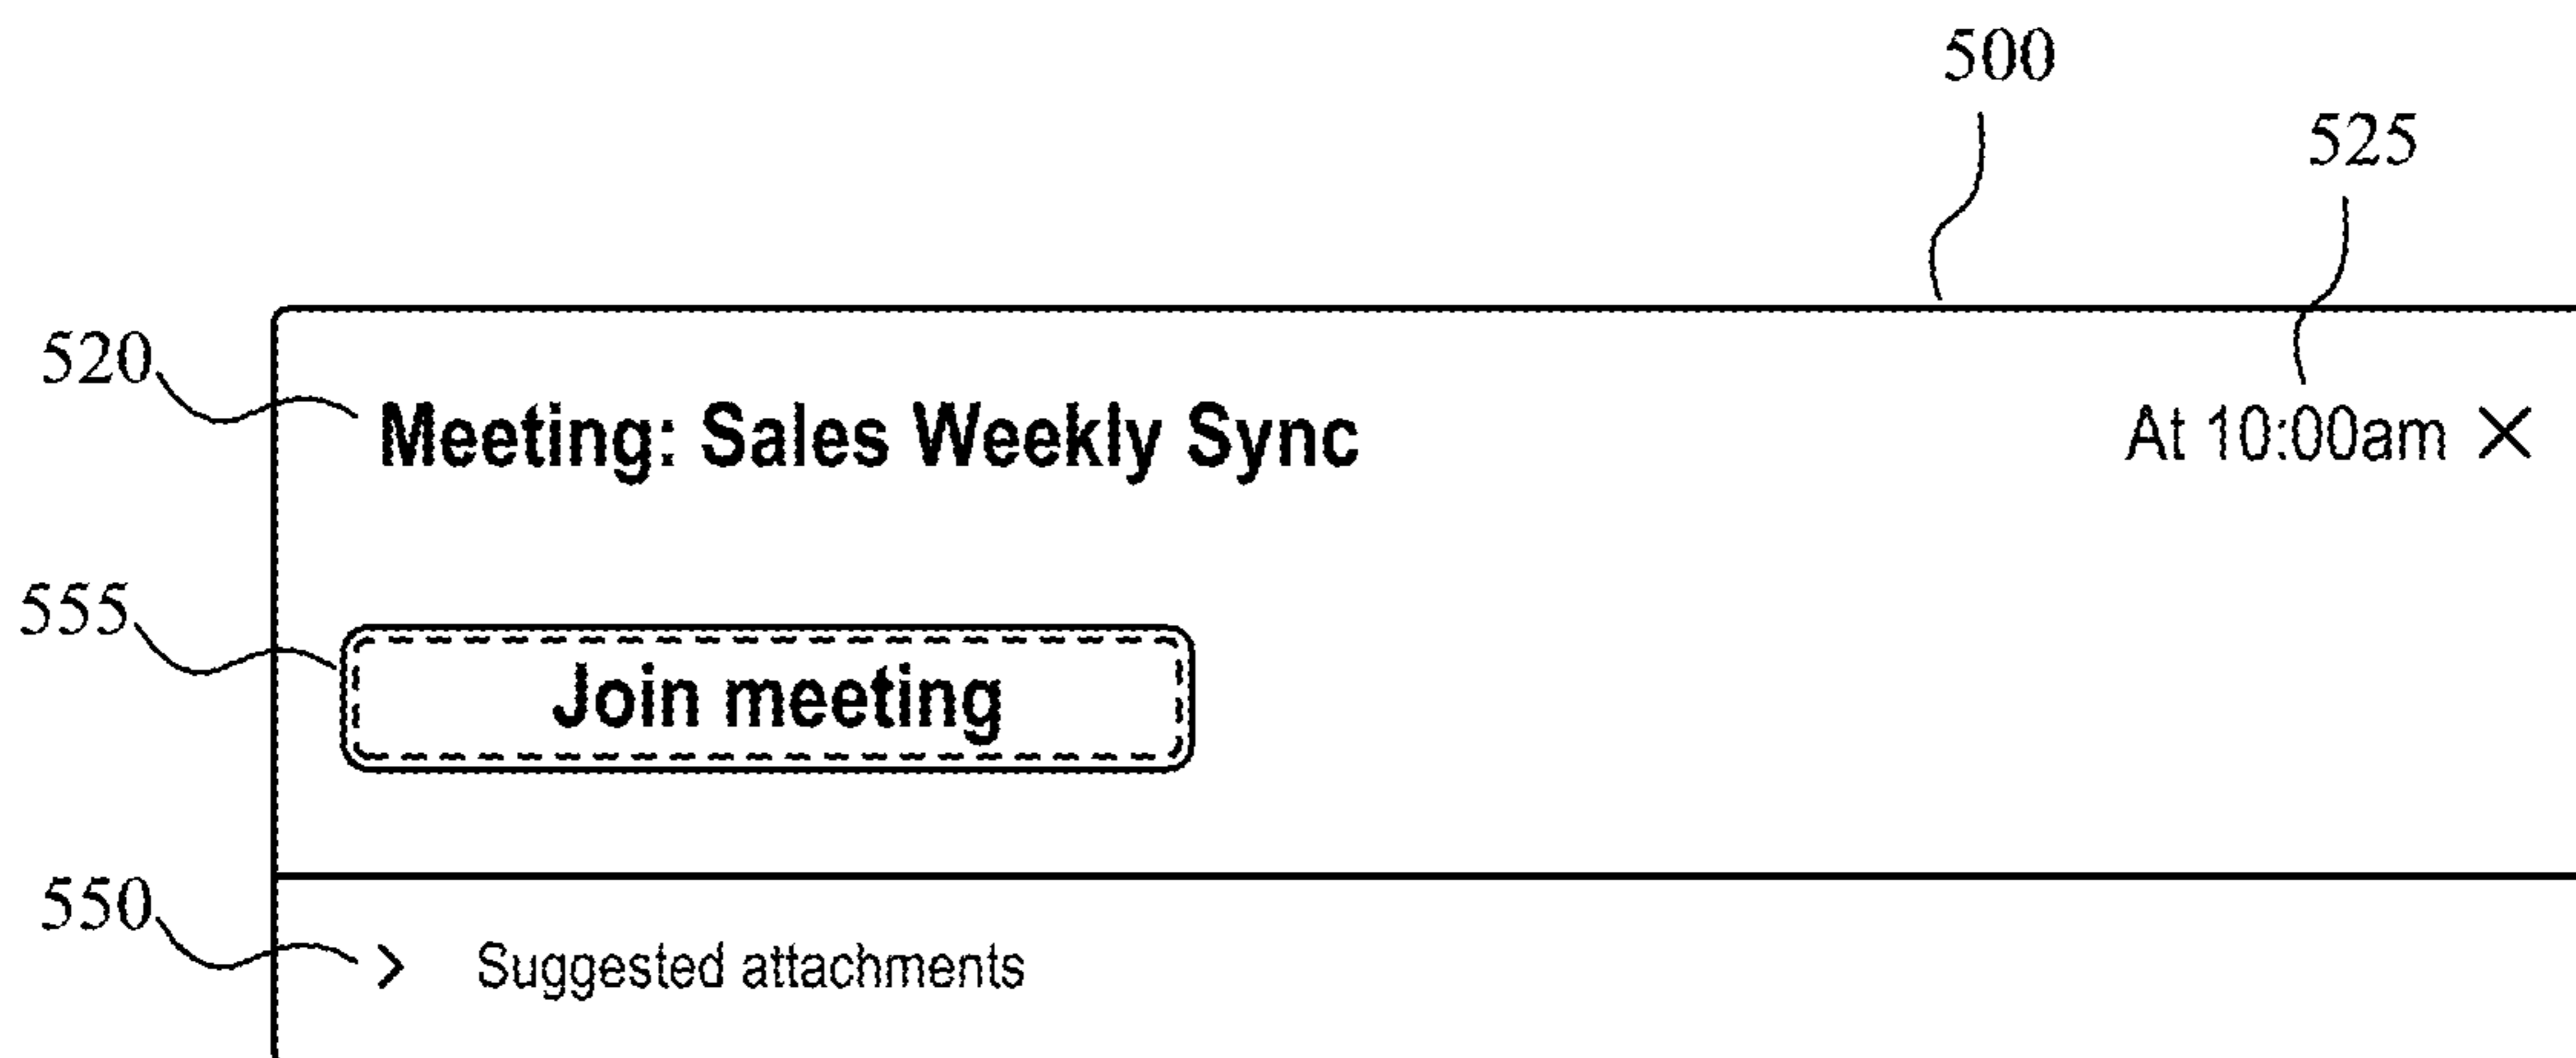 500
525
520
Meeting: Sales Weekly Sync
At 10:00am
555
Join meeting
550
Suggested attachments